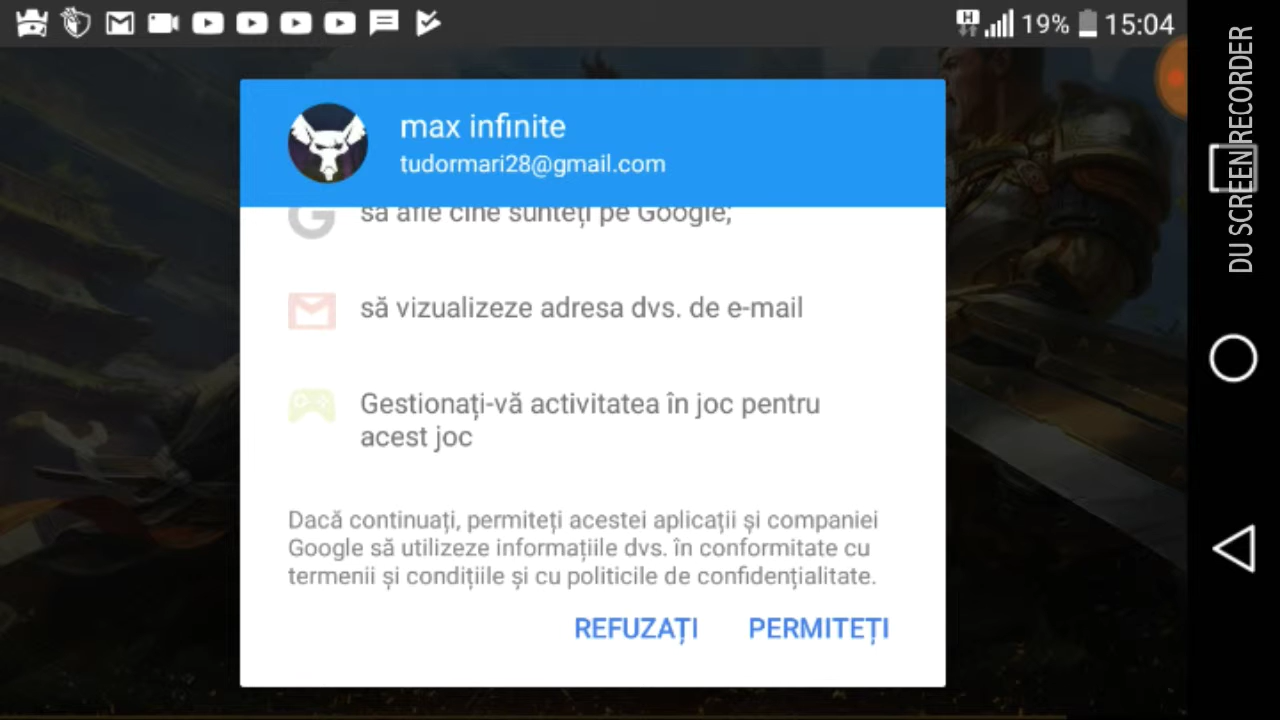 19% 15:04
max infinite
tudormari28@gmail.com
să afle cine sunteți pe Google;
să vizualizeze adresa dvs. de e-mail
Gestionați-vă activitatea în joc pentru
acest joc
Dacă continuați, permiteți acestei aplicații și companiei
Google să utilizeze informațiile dvs. în conformitate cu
termenii și condițiile și cu politicile de confidențialitate.
REFUZAȚI PERMITEȚI
DU SCREEN RECORDER